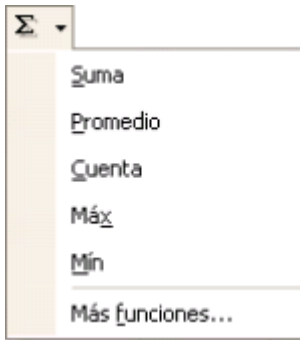 Σ
Suma
Promedio
Cuenta
Máx
Mín
Más funciones...